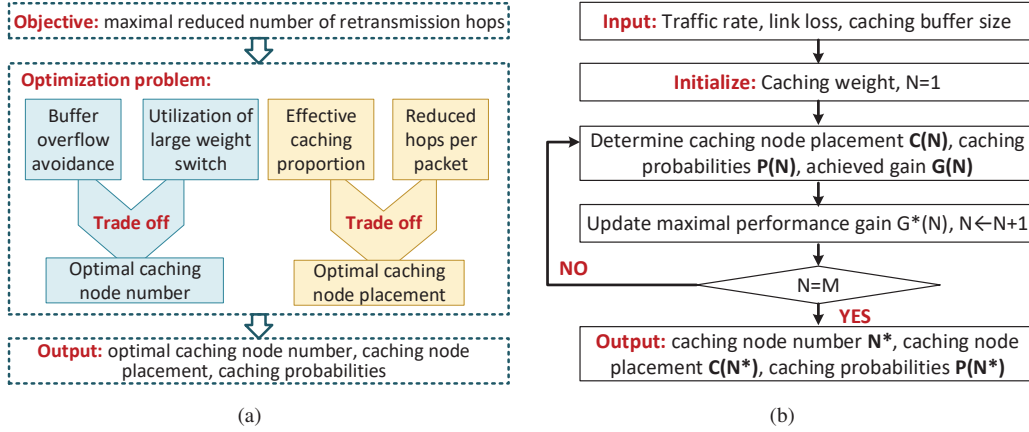 Objective: maximal reduced number of retransmission hops
Optimization problem:
Buffer
overflow
avoidance
Utilization of
large weight
switch
Effective
caching
proportion
Reduced
hops per
packet
Trade off
Trade off
Optimal caching
node number
Optimal caching
node placement
Output: optimal caching node number, caching node
placement, caching probabilities
(a)
Input: Traffic rate, link loss, caching buffer size
Initialize: Caching weight, N=1
Determine caching node placement C(N), caching
probabilities P(N), achieved gain G(N)
Update maximal performance gain G*(N), N←N+1
NO
N=M
YES
Output: caching node number N*, caching node
placement C(N*), caching probabilities P(N*)
(b)